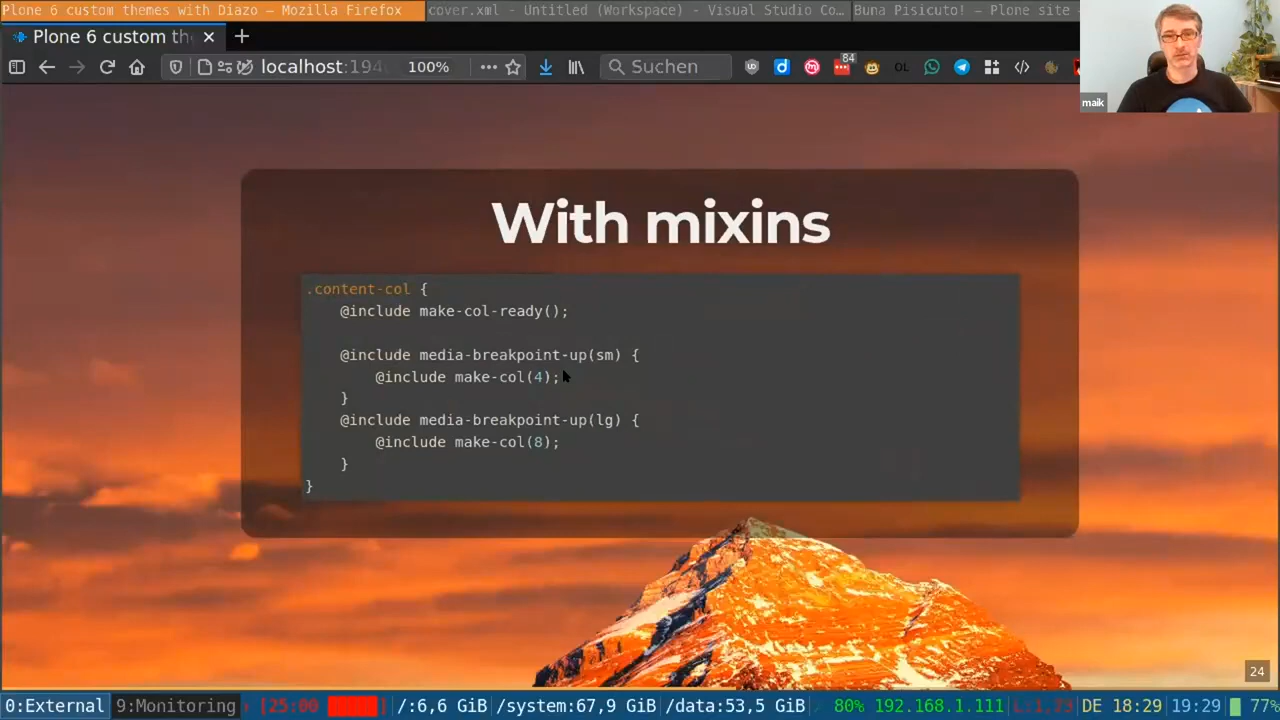 Plone 6 custom themes with Diazo — Mozilla Firefox
cover.xml - Untitled (Workspace) - Visual Studio Co…
Buna Pisicuto! — Plone site -
Plone 6 custom th
localhost:194
100%
Suchen
84
OL
maik
With mixins
.content-col {
@include make-col-ready();
@include media-breakpoint-up(sm) {
@include make-col(4);
}
@include media-breakpoint-up(lg) {
@include make-col(8);
}
}
24
0:External
9:Monitoring
[25:00
/:6,6 GiB
/system:67,9 GiB
/data:53,5 GiB
80% 192.168.1.111
L:1,73
DE 18:29
19:29
77%